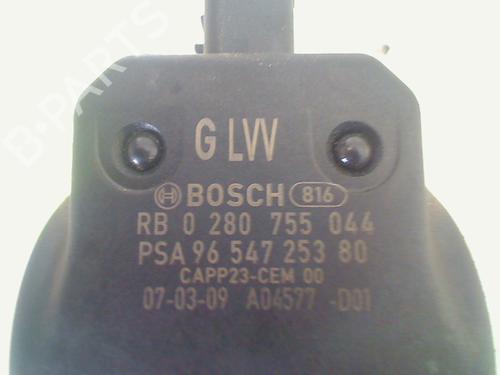 B-PARTS
G LVV
BOSCH 816
RB 0 280 755 044
PSA 96 547 253 80
CAPP23-CEM 00
07-03-09 A04577 -D01